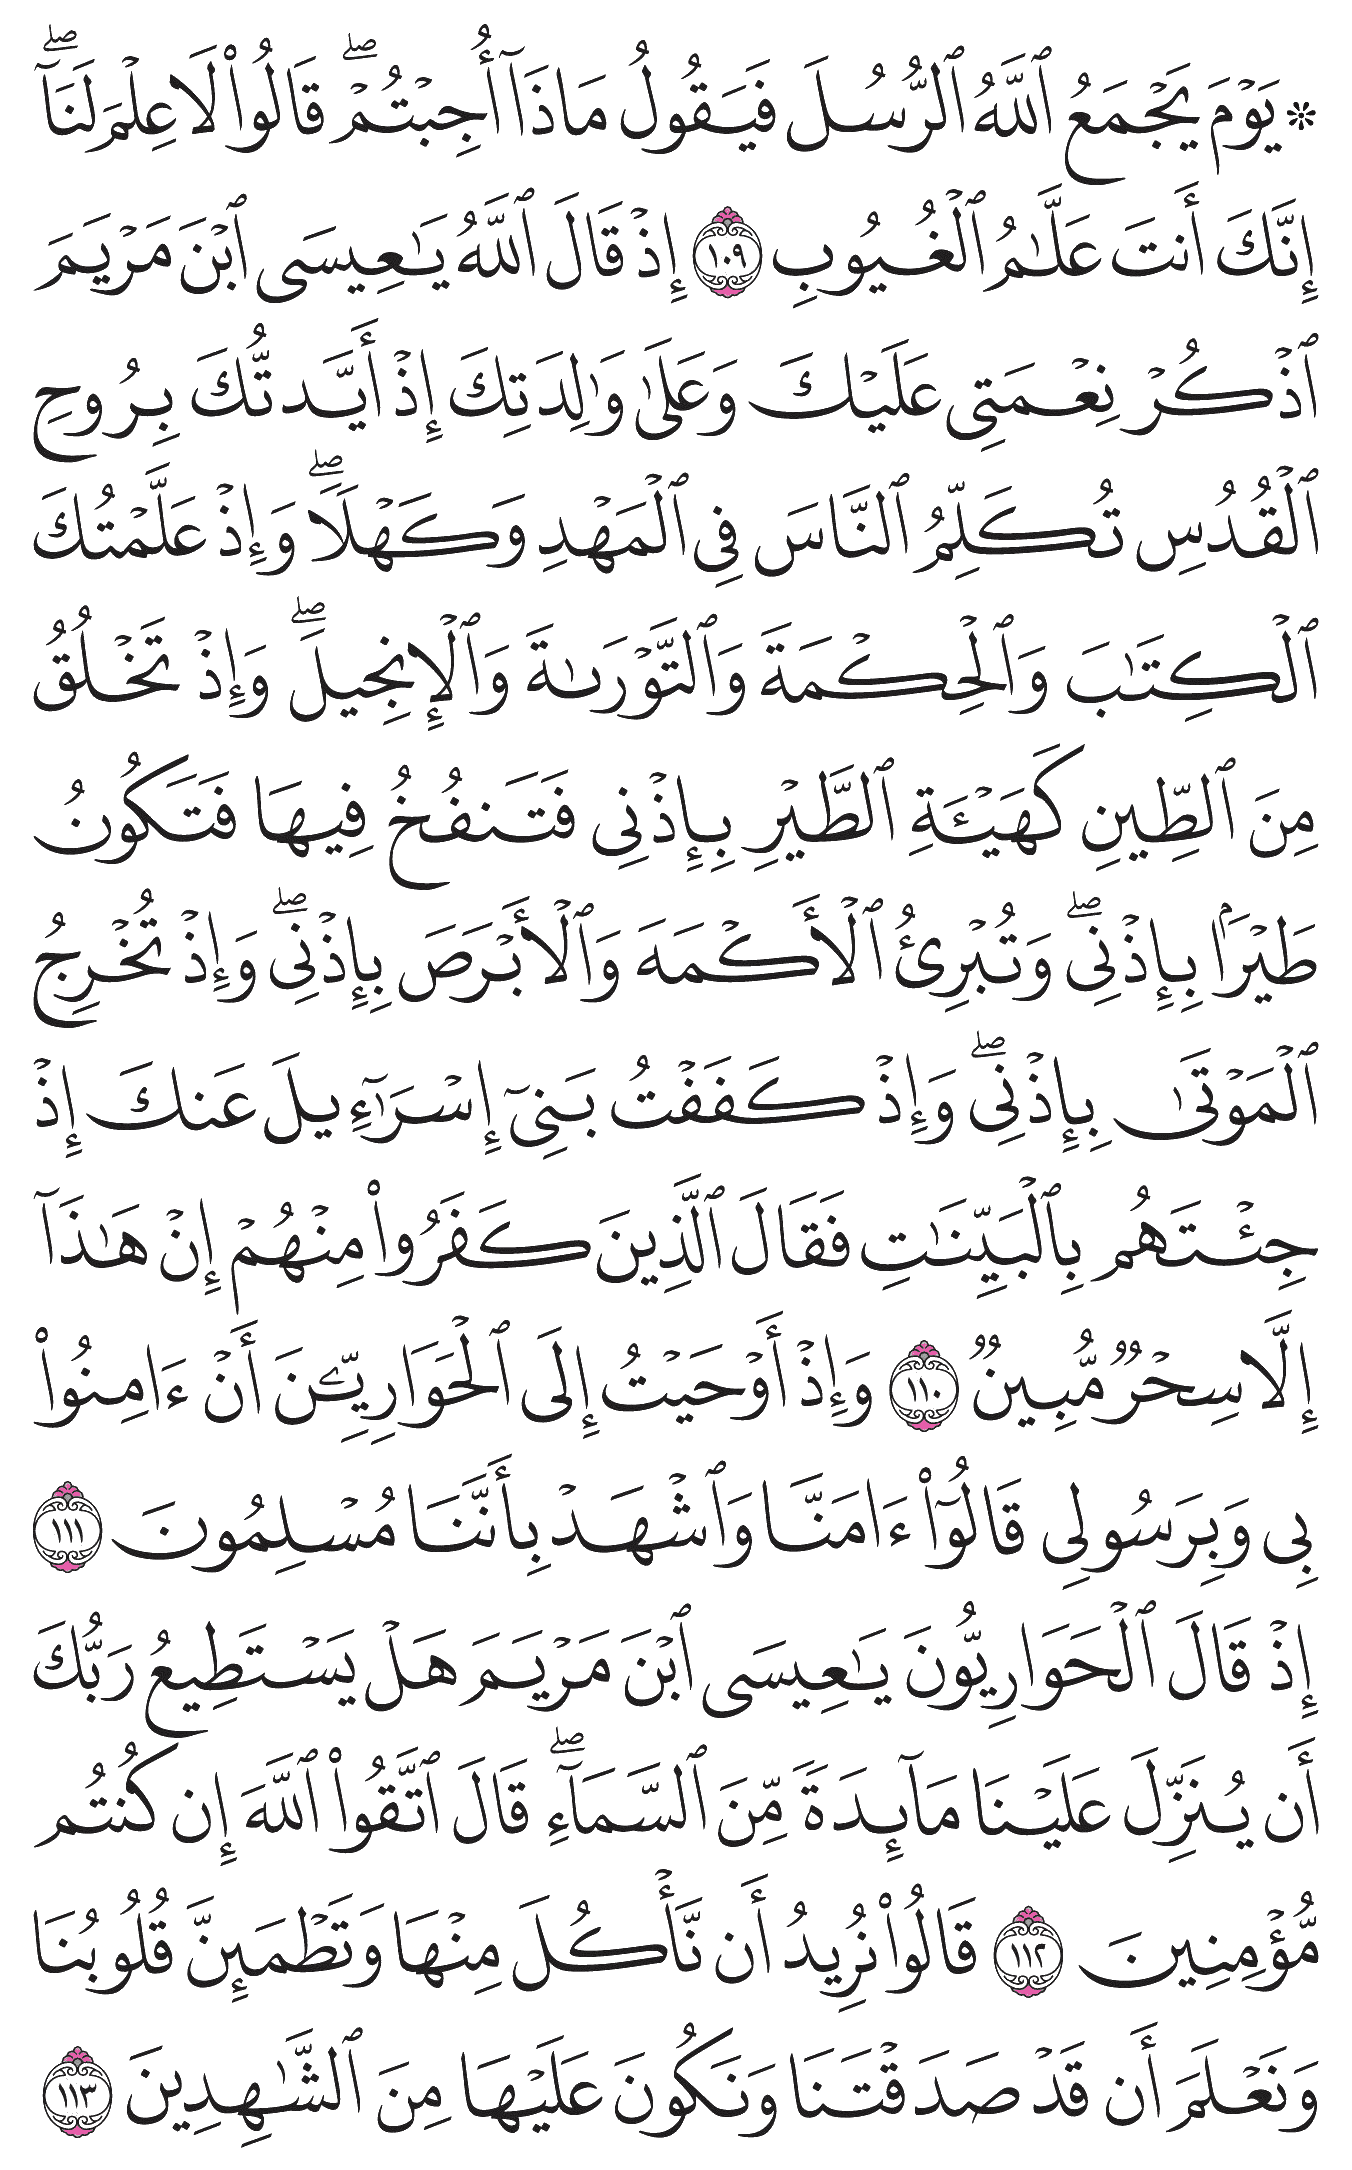 ۞ يَوۡمَ يَجۡمَعُ ٱللَّهُ ٱلرُّسُلَ فَيَقُولُ مَاذَآ أُجِبۡتُمۡۖ قَالُواْ لَا عِلۡمَ لَنَآۖ
إِنَّكَ أَنتَ عَلَّٰمُ ٱلۡغُيُوبِ ١٠٩ إِذۡ قَالَ ٱللَّهُ يَٰعِيسَى ٱبۡنَ مَرۡيَمَ
ٱذۡكُرۡ نِعۡمَتِي عَلَيۡكَ وَعَلَىٰ وَٰلِدَتِكَ إِذۡ أَيَّدتُّكَ بِرُوحِ
ٱلۡقُدُسِ تُكَلِّمُ ٱلنَّاسَ فِي ٱلۡمَهۡدِ وَكَهۡلٗاۖ وَإِذۡ عَلَّمۡتُكَ
ٱلۡكِتَٰبَ وَٱلۡحِكۡمَةَ وَٱلتَّوۡرَىٰةَ وَٱلۡإِنجِيلَۖ وَإِذۡ تَخۡلُقُ
مِنَ ٱلطِّينِ كَهَيۡـَٔةِ ٱلطَّيۡرِ بِإِذۡنِي فَتَنفُخُ فِيهَا فَتَكُونُ
طَيۡرَۢا بِإِذۡنِيۖ وَتُبۡرِئُ ٱلۡأَكۡمَهَ وَٱلۡأَبۡرَصَ بِإِذۡنِيۖ وَإِذۡ تُخۡرِجُ
ٱلۡمَوۡتَىٰ بِإِذۡنِيۖ وَإِذۡ كَفَفۡتُ بَنِيٓ إِسۡرَٰٓءِيلَ عَنكَ إِذۡ
جِئۡتَهُم بِٱلۡبَيِّنَٰتِ فَقَالَ ٱلَّذِينَ كَفَرُواْ مِنۡهُمۡ إِنۡ هَٰذَآ
إِلَّا سِحۡرٞ مُّبِينٞ ١١٠ وَإِذۡ أَوۡحَيۡتُ إِلَى ٱلۡحَوَارِيِّـۧنَ أَنۡ ءَامِنُواْ
بِي وَبِرَسُولِي قَالُوٓاْ ءَامَنَّا وَٱشۡهَدۡ بِأَنَّنَا مُسۡلِمُونَ ١١١
إِذۡ قَالَ ٱلۡحَوَارِيُّونَ يَٰعِيسَى ٱبۡنَ مَرۡيَمَ هَلۡ يَسۡتَطِيعُ رَبُّكَ
أَن يُنَزِّلَ عَلَيۡنَا مَآئِدَةٗ مِّنَ ٱلسَّمَآءِۖ قَالَ ٱتَّقُواْ ٱللَّهَ إِن كُنتُم
مُّؤۡمِنِينَ ١١٢ قَالُواْ نُرِيدُ أَن نَّأۡكُلَ مِنۡهَا وَتَطۡمَئِنَّ قُلُوبُنَا
وَنَعۡلَمَ أَن قَدۡ صَدَقۡتَنَا وَنَكُونَ عَلَيۡهَا مِنَ ٱلشَّٰهِدِينَ ١١٣